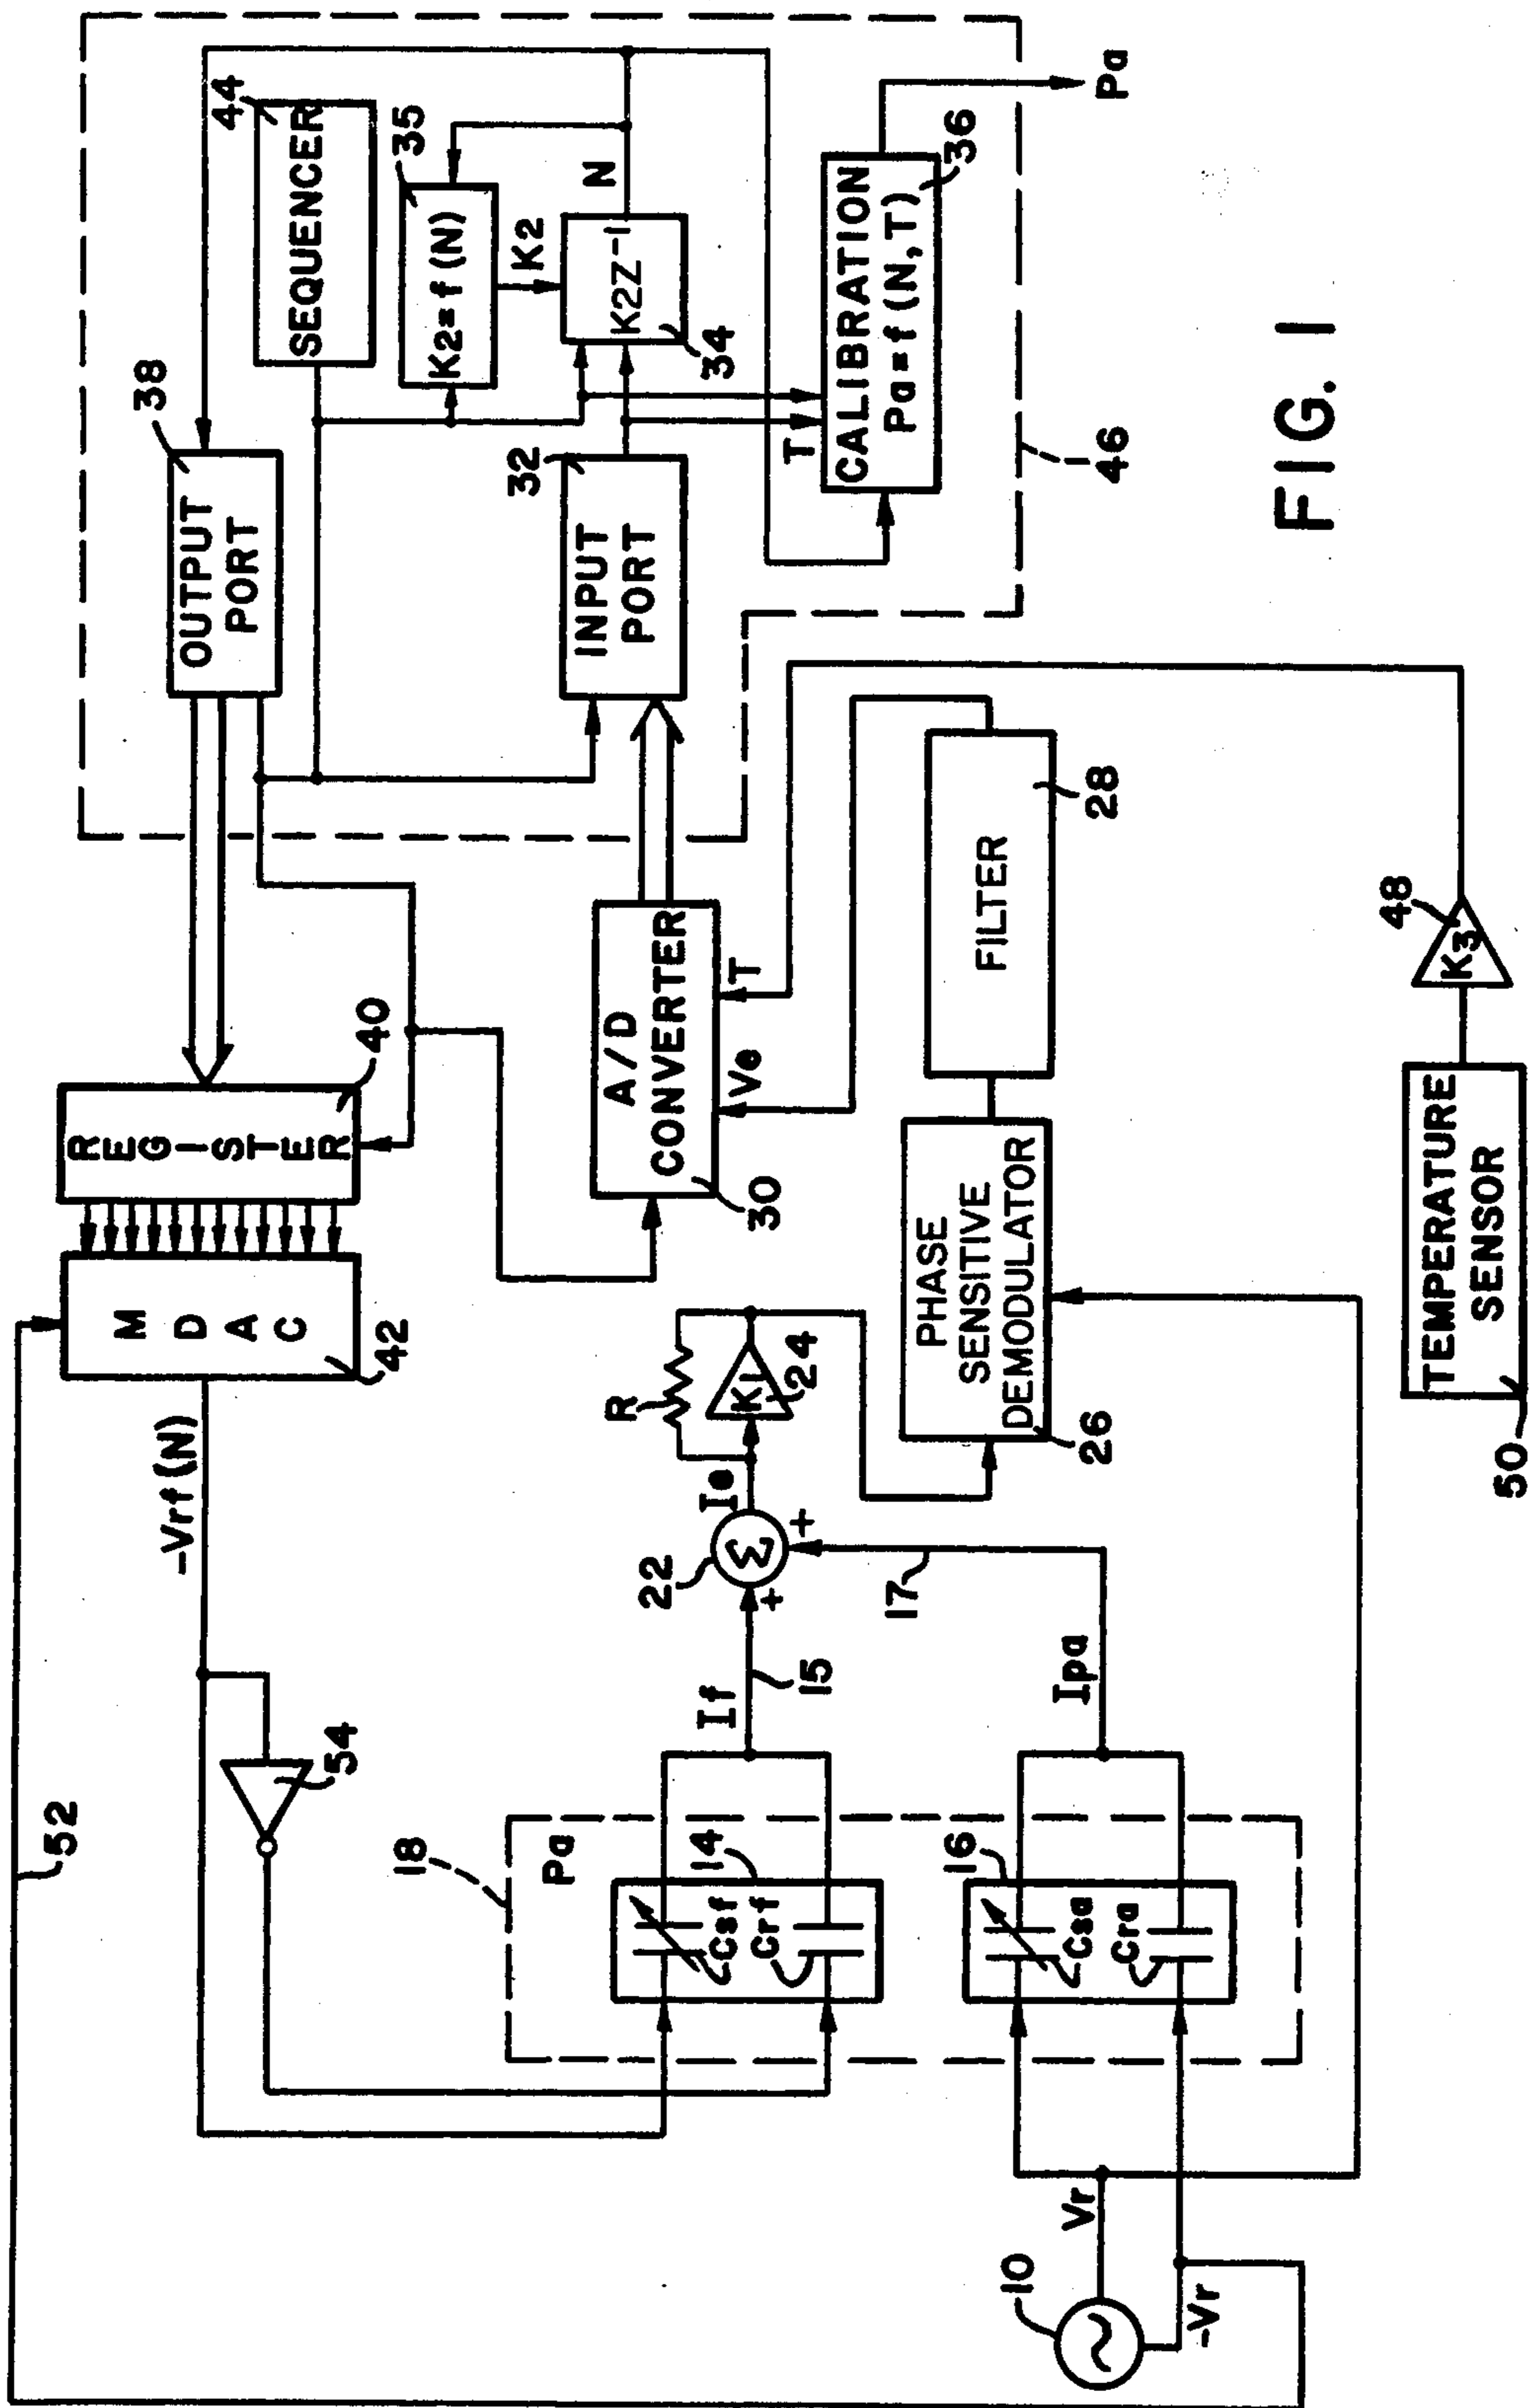 52
-Vrf(N)
MDAC
42
REGISTER
40
OUTPUT
PORT
38
SEQUENCER
44
54
K2=f(N)
35
18
Pa
Csf
Crf
14
If
15
22
Σ
+
+
Ie
R
K1
24
A/D
CONVERTER
30
Ve
T
INPUT
PORT
32
K2
K2Z-1
34
N
16
Csa
Cra
Ipa
17
PHASE
SENSITIVE
DEMODULATOR
26
FILTER
28
T
CALIBRATION
Pa=f(N,T)
36
Pa
46
10
Vr
-Vr
TEMPERATURE
SENSOR
50
K3
48
FIG. 1